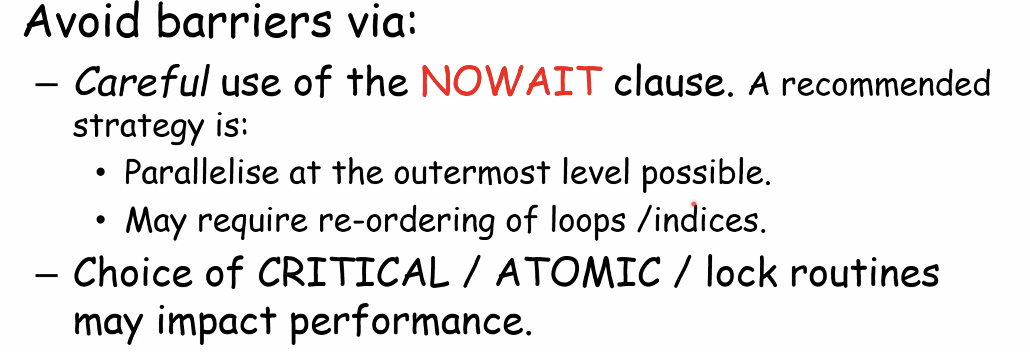 Avoid barriers via:
– Careful use of the NOWAIT clause. A recommended
strategy is:
• Parallelise at the outermost level possible.
• May require re-ordering of loops /indices.
– Choice of CRITICAL / ATOMIC / lock routines
may impact performance.